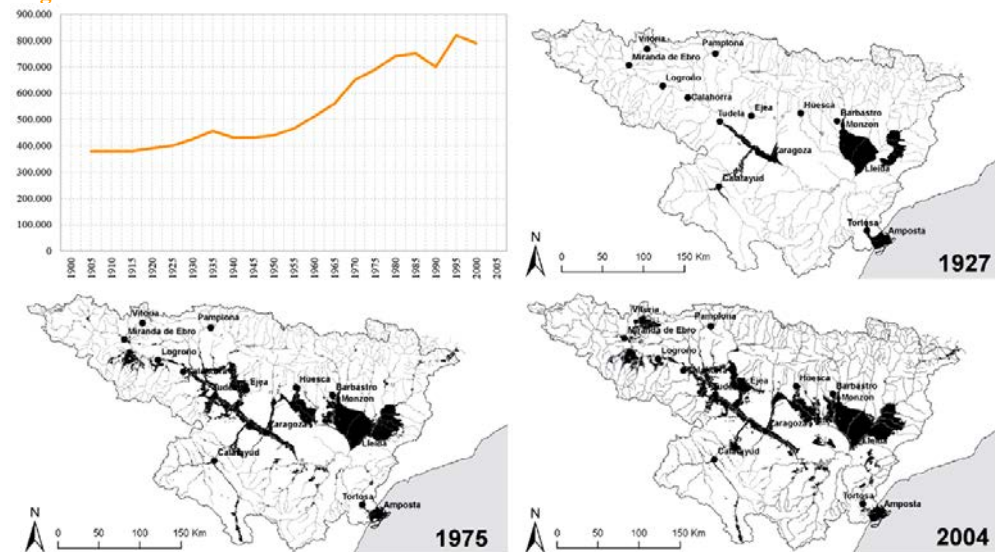 900.000
800.000
700.000
600.000
500.000
400.000
300.000
200.000
100.000
0
1900
1905
1910
1915
1921
1925
1930
1935
1940
1945
1950
1955
1960
1965
1970
1975
1980
1985
1990
1995
2000
2005
Vitoria
Pamplona
Miranda de Ebro
Logroño
Calahorra
Ejea
Huesca
Barbastro
Tudela
Monzon
Zaragoza
Lleida
Calatayud
Tortosa
Amposta
N
0 50 100 150 Km
1927
Vitoria
Pamplona
Miranda de Ebro
Logroño
Calahorra
Tudela
Ejea
Huesca
Barbastro
Monzon
Zaragoza
Lleida
Calatayud
Tortosa
Amposta
N
0 50 100 150 Km
1975
Vitoria
Pamplona
Miranda de Ebro
Logroño
Calahorra
Tudela
Ejea
Huesca
Barbastro
Monzon
Zaragoza
Lleida
Calatayud
Tortosa
Amposta
N
0 50 100 150 Km
2004